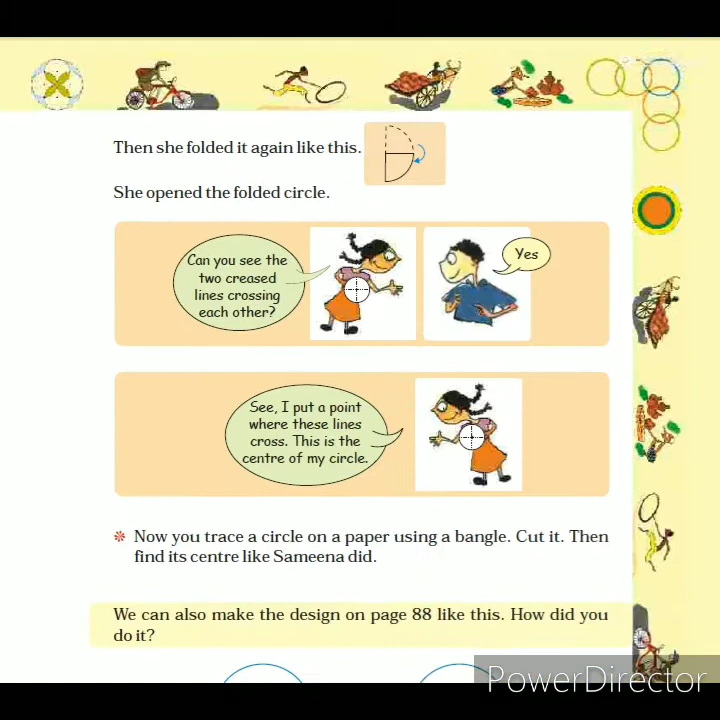 Then she folded it again like this.
She opened the folded circle.
Can you see the
two creased
lines crossing
each other?
Yes
See, I put a point
where these lines
cross. This is the
centre of my circle.
Now you trace a circle on a paper using a bangle. Cut it. Then
find its centre like Sameena did.
We can also make the design on page 88 like this. How did you
do it?
PowerDirector